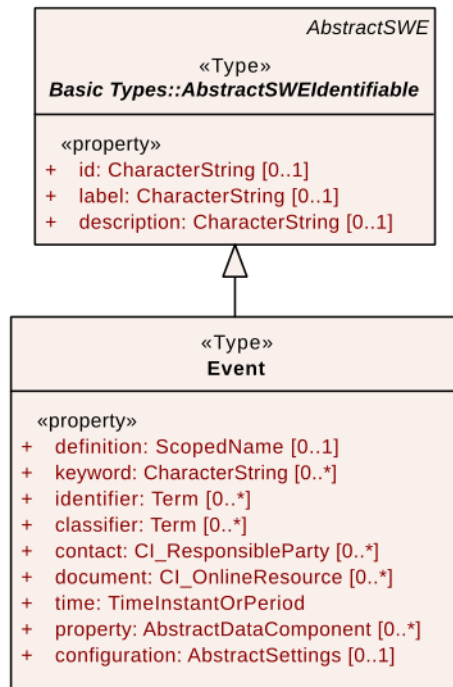 AbstractSWE
«Type»
Basic Types::AbstractSWEIdentifiable
«property»
+ id: CharacterString [0..1]
+ label: CharacterString [0..1]
+ description: CharacterString [0..1]
«Type»
Event
«property»
+ definition: ScopedName [0..1]
+ keyword: CharacterString [0..*]
+ identifier: Term [0..*]
+ classifier: Term [0..*]
+ contact: CI_ResponsibleParty [0..*]
+ document: CI_OnlineResource [0..*]
+ time: TimeInstantOrPeriod
+ property: AbstractDataComponent [0..*]
+ configuration: AbstractSettings [0..1]